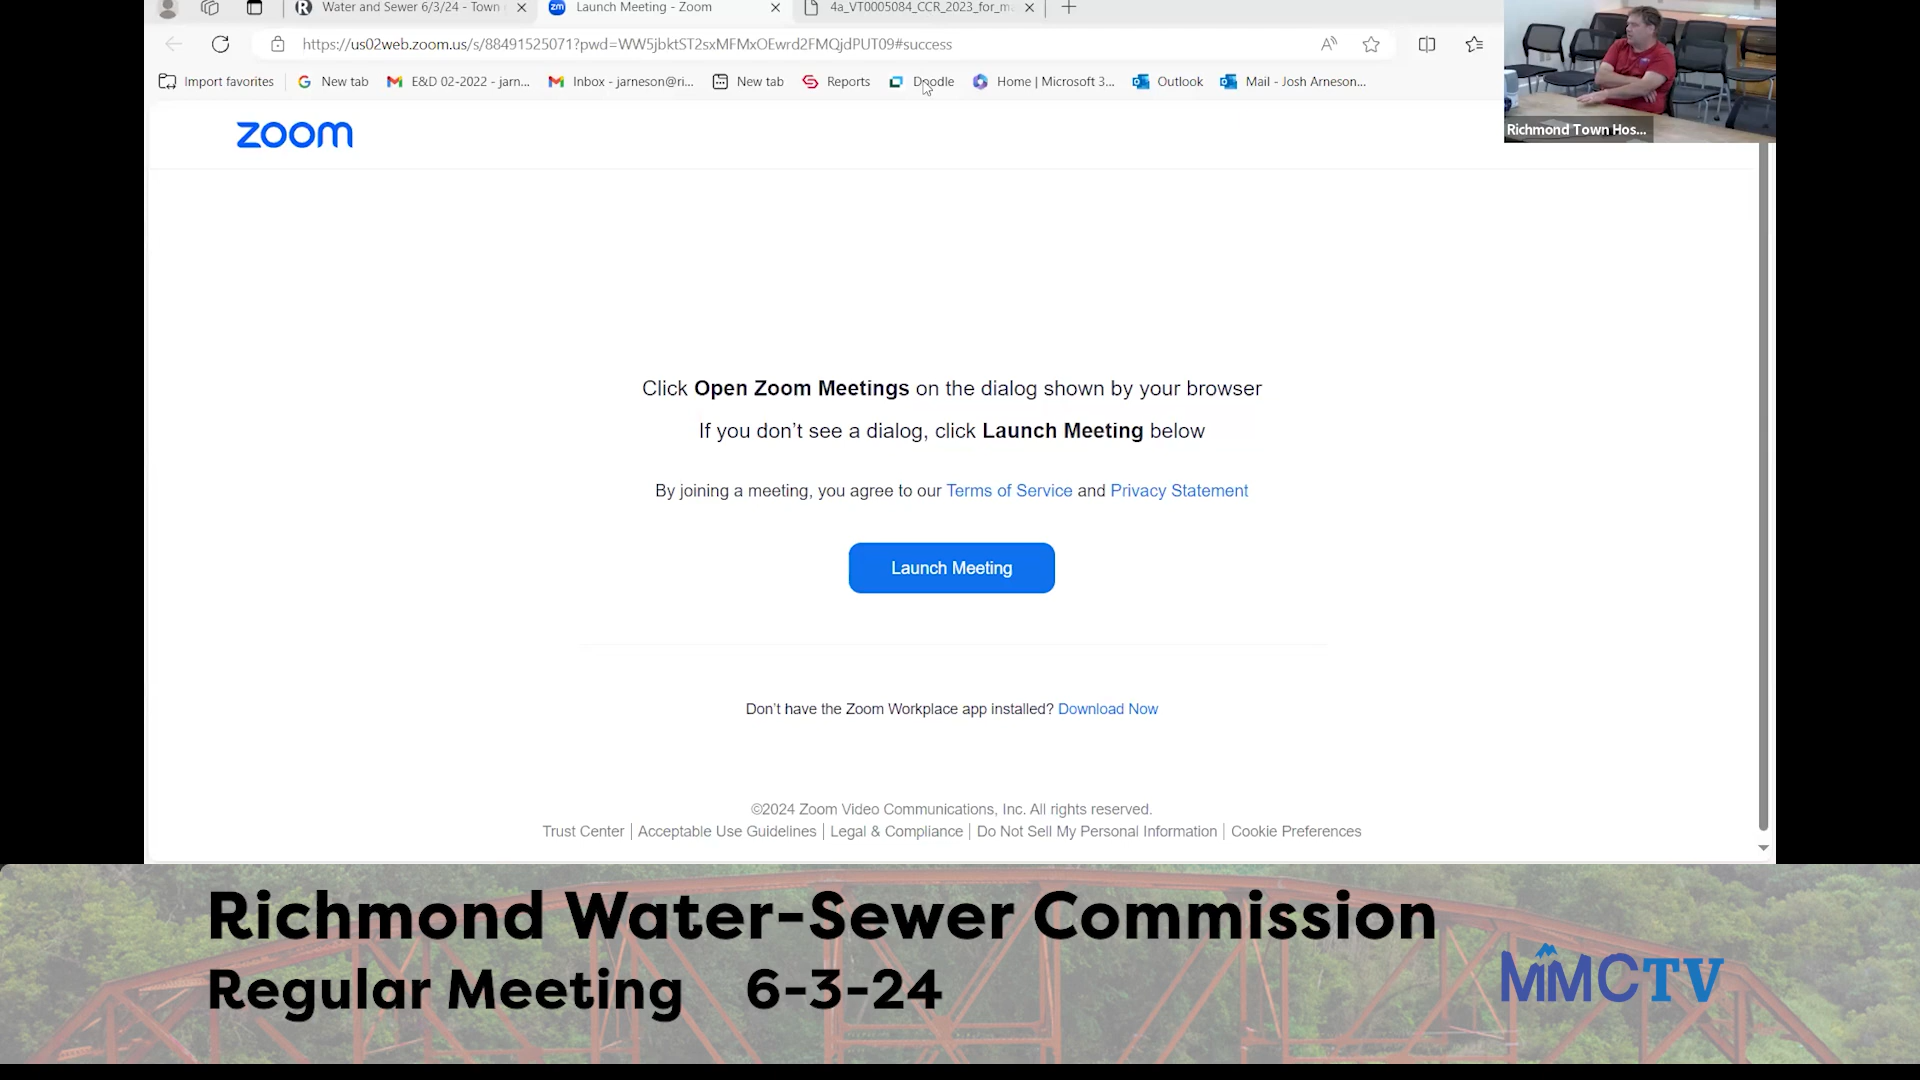 Water and Sewer 6/3/24 - Town
Launch Meeting - Zoom
4a_VT0005084_CCR_2023_for_m
https://us02web.zoom.us/s/88491525071?pwd=WW5jbktST2sxMFMxOEwrd2FMQjdPUT09#success
Import favorites
New tab
E&D 02-2022 - jarn...
Inbox - jarneson@ri...
New tab
Reports
Doodle
Home | Microsoft 3...
Outlook
Mail - Josh Arneson...
Richmond Town Hos...
zoom
Click Open Zoom Meetings on the dialog shown by your browser
If you don’t see a dialog, click Launch Meeting below
By joining a meeting, you agree to our Terms of Service and Privacy Statement
Launch Meeting
Don’t have the Zoom Workplace app installed? Download Now
©2024 Zoom Video Communications, Inc. All rights reserved.
Trust Center | Acceptable Use Guidelines | Legal & Compliance | Do Not Sell My Personal Information | Cookie Preferences
Richmond Water-Sewer Commission
Regular Meeting 6-3-24
MMCTV